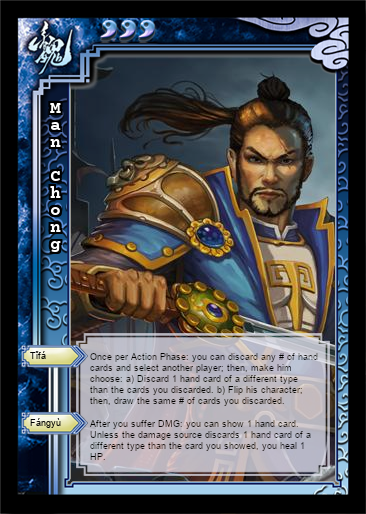 魏
Man Chong
Tǐfá
Once per Action Phase: you can discard any # of hand
cards and select another player; then, make him
choose: a) Discard 1 hand card of a different type
than the cards you discarded. b) Flip his character;
then, draw the same # of cards you discarded.
Fángyù
After you suffer DMG: you can show 1 hand card.
Unless the damage source discards 1 hand card of a
different type than the card you showed, you heal 1
HP.